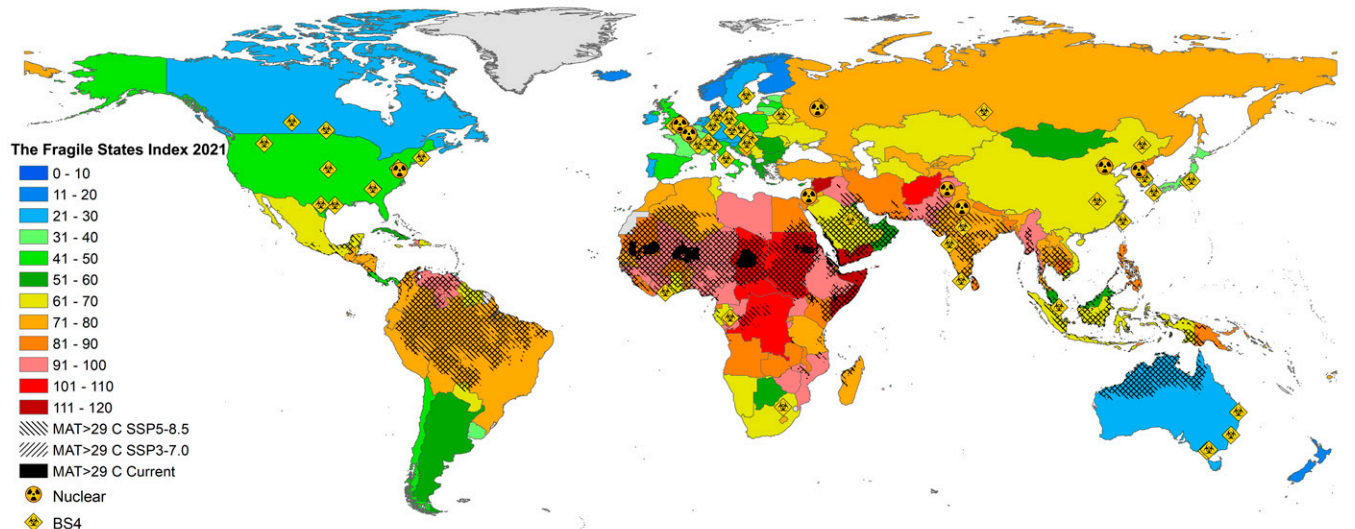 The Fragile States Index 2021
0 - 10
11 - 20
21 - 30
31 - 40
41 - 50
51 - 60
61 - 70
71 - 80
81 - 90
91 - 100
101 - 110
111 - 120
MAT>29 C SSP5-8.5
MAT>29 C SSP3-7.0
MAT>29 C Current
Nuclear
BS4